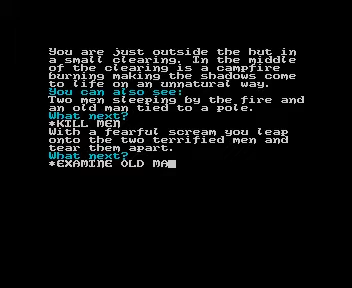 You are just outside the hut in
a small clearing. In the middle
of the clearing is a campfire
burning making the shadows come
to life on an unnatural way.
You can also see:
Two men sleeping by the fire and
an old man tied to a pole.
What next?
*KILL MEN
With a fearful scream you leap
onto the two terrified men and
tear them apart.
What next?
*EXAMINE OLD MA